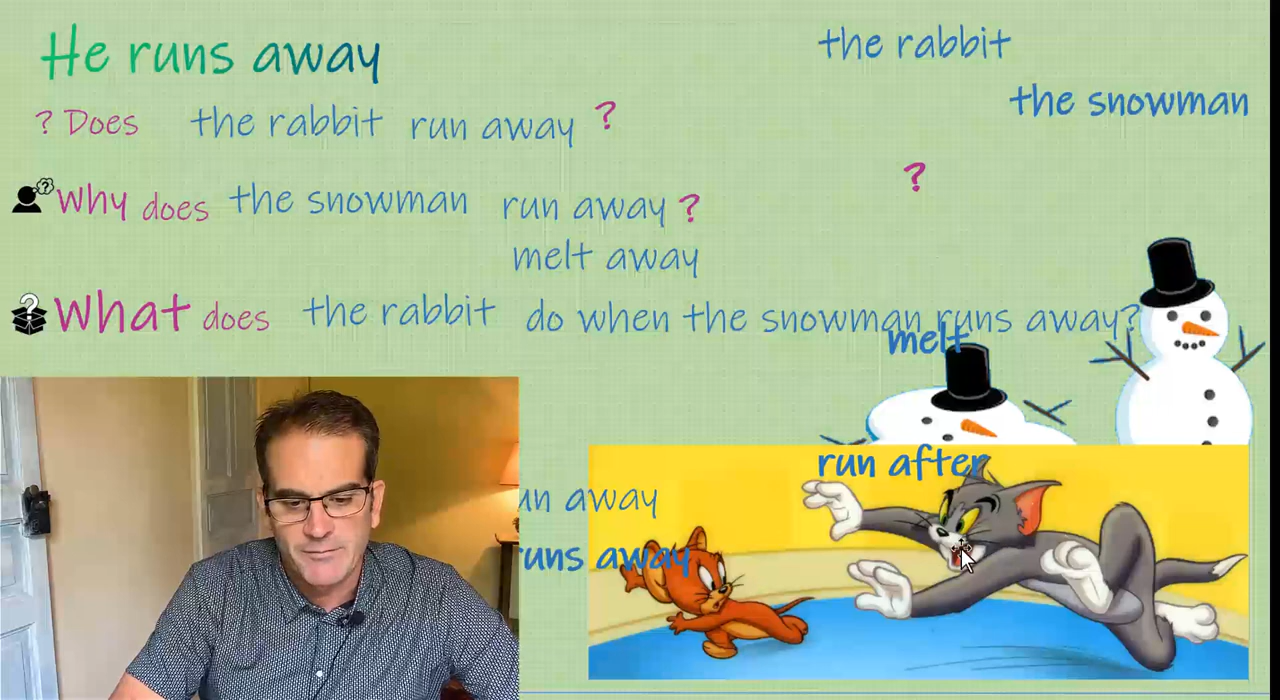 He runs away
the rabbit
the snowman
? Does the rabbit run away ?
?
Why does the snowman run away ?
melt away
What does the rabbit do when the snowman runs away?
melt
run after
un away
runs away